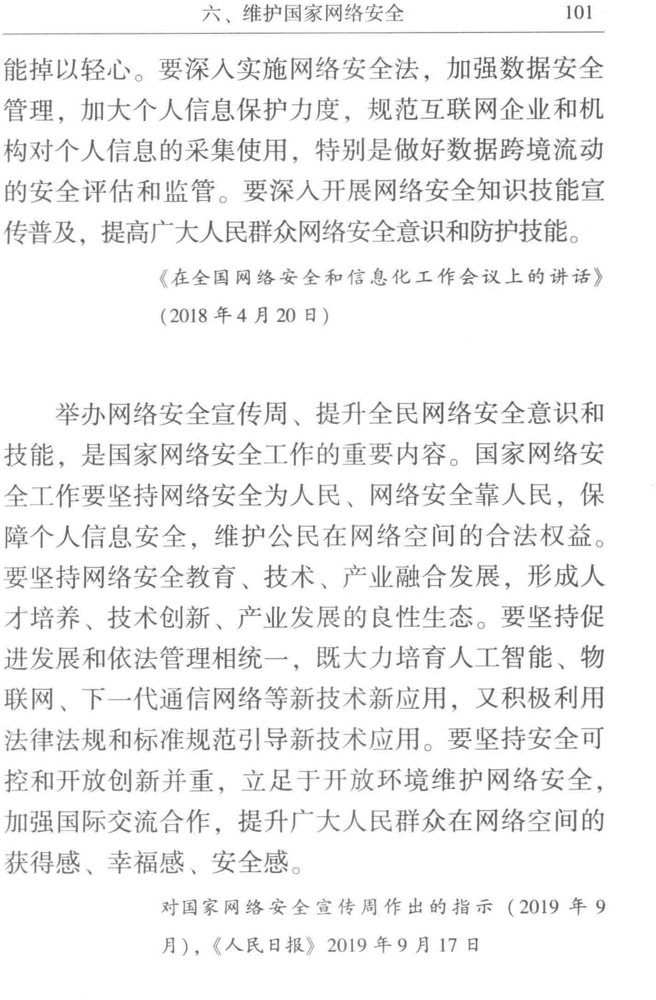 六、维护国家网络安全 101
能掉以轻心。要深入实施网络安全法，加强数据安全
管理，加大个人信息保护力度，规范互联网企业和机
构对个人信息的采集使用，特别是做好数据跨境流动
的安全评估和监管。要深入开展网络安全知识技能宣
传普及，提高广大人民群众网络安全意识和防护技能。
《在全国网络安全和信息化工作会议上的讲话》
（2018 年 4 月 20 日）
举办网络安全宣传周、提升全民网络安全意识和
技能，是国家网络安全工作的重要内容。国家网络安
全工作要坚持网络安全为人民、网络安全靠人民，保
障个人信息安全，维护公民在网络空间的合法权益。
要坚持网络安全教育、技术、产业融合发展，形成人
才培养、技术创新、产业发展的良性生态。要坚持促
进发展和依法管理相统一，既大力培育人工智能、物
联网、下一代通信网络等新技术新应用，又积极利用
法律法规和标准规范引导新技术应用。要坚持安全可
控和开放创新并重，立足于开放环境维护网络安全，
加强国际交流合作，提升广大人民群众在网络空间的
获得感、幸福感、安全感。
对国家网络安全宣传周作出的指示（2019 年 9
月），《人民日报》2019 年 9 月 17 日